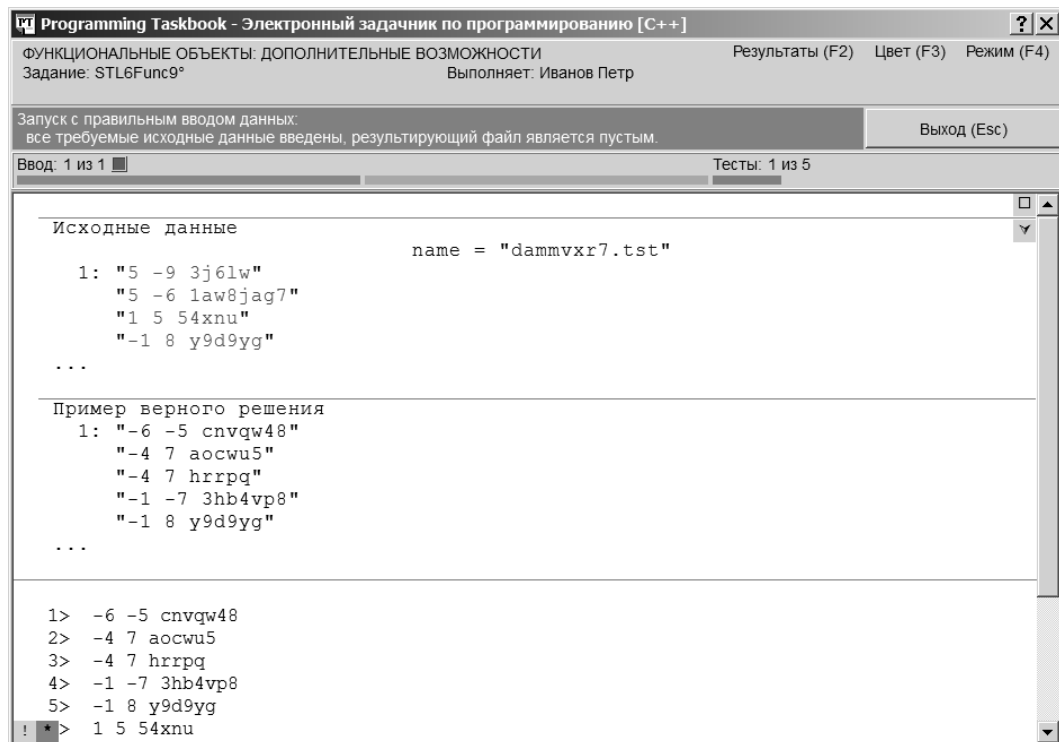 Programming Taskbook - Электронный задачник по программированию [C++]
? X
ФУНКЦИОНАЛЬНЫЕ ОБЪЕКТЫ: ДОПОЛНИТЕЛЬНЫЕ ВОЗМОЖНОСТИ
Результаты (F2) Цвет (F3) Режим (F4)
Задание: STL6Func9° Выполняет: Иванов Петр
Запуск с правильным вводом данных:
все требуемые исходные данные введены, результирующий файл является пустым.
Выход (Esc)
Ввод: 1 из 1 Тесты: 1 из 5
Исходные данные
name = "dammvxr7.tst"
1: "5 -9 3j6lw"
"5 -6 1aw8jag7"
"1 5 54xnu"
"-1 8 y9d9yg"
...
Пример верного решения
1: "-6 -5 cnvqw48"
"-4 7 aocwu5"
"-4 7 hrrpq"
"-1 -7 3hb4vp8"
"-1 8 y9d9yg"
...
1> -6 -5 cnvqw48
2> -4 7 aocwu5
3> -4 7 hrrpq
4> -1 -7 3hb4vp8
5> -1 8 y9d9yg
! * > 1 5 54xnu